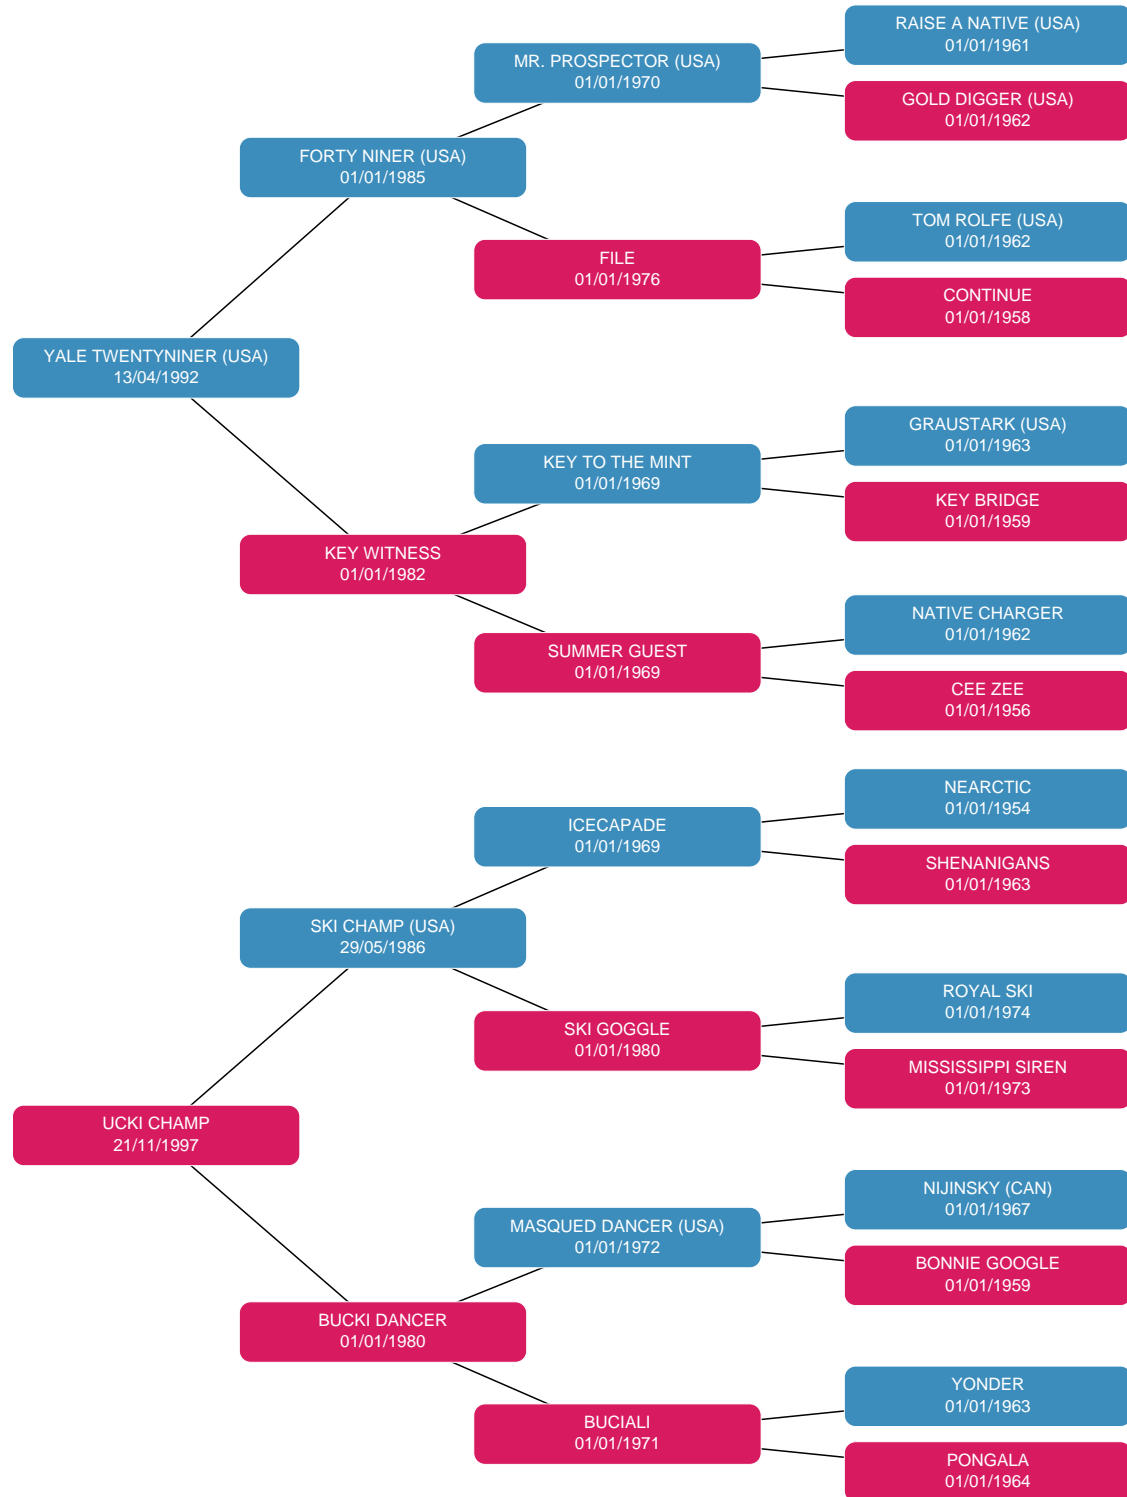 RAISE A NATIVE (USA)
01/01/1961
MR. PROSPECTOR (USA)
01/01/1970
GOLD DIGGER (USA)
01/01/1962
FORTY NINER (USA)
01/01/1985
TOM ROLFE (USA)
01/01/1962
FILE
01/01/1976
CONTINUE
01/01/1958
YALE TWENTYNINER (USA)
13/04/1992
GRAUSTARK (USA)
01/01/1963
KEY TO THE MINT
01/01/1969
KEY BRIDGE
01/01/1959
KEY WITNESS
01/01/1982
NATIVE CHARGER
01/01/1962
SUMMER GUEST
01/01/1969
CEE ZEE
01/01/1956
NEARCTIC
01/01/1954
ICECAPADE
01/01/1969
SHENANIGANS
01/01/1963
SKI CHAMP (USA)
29/05/1986
ROYAL SKI
01/01/1974
SKI GOGGLE
01/01/1980
MISSISSIPPI SIREN
01/01/1973
UCKI CHAMP
21/11/1997
NIJINSKY (CAN)
01/01/1967
MASQUED DANCER (USA)
01/01/1972
BONNIE GOOGLE
01/01/1959
BUCKI DANCER
01/01/1980
YONDER
01/01/1963
BUCIALI
01/01/1971
PONGALA
01/01/1964